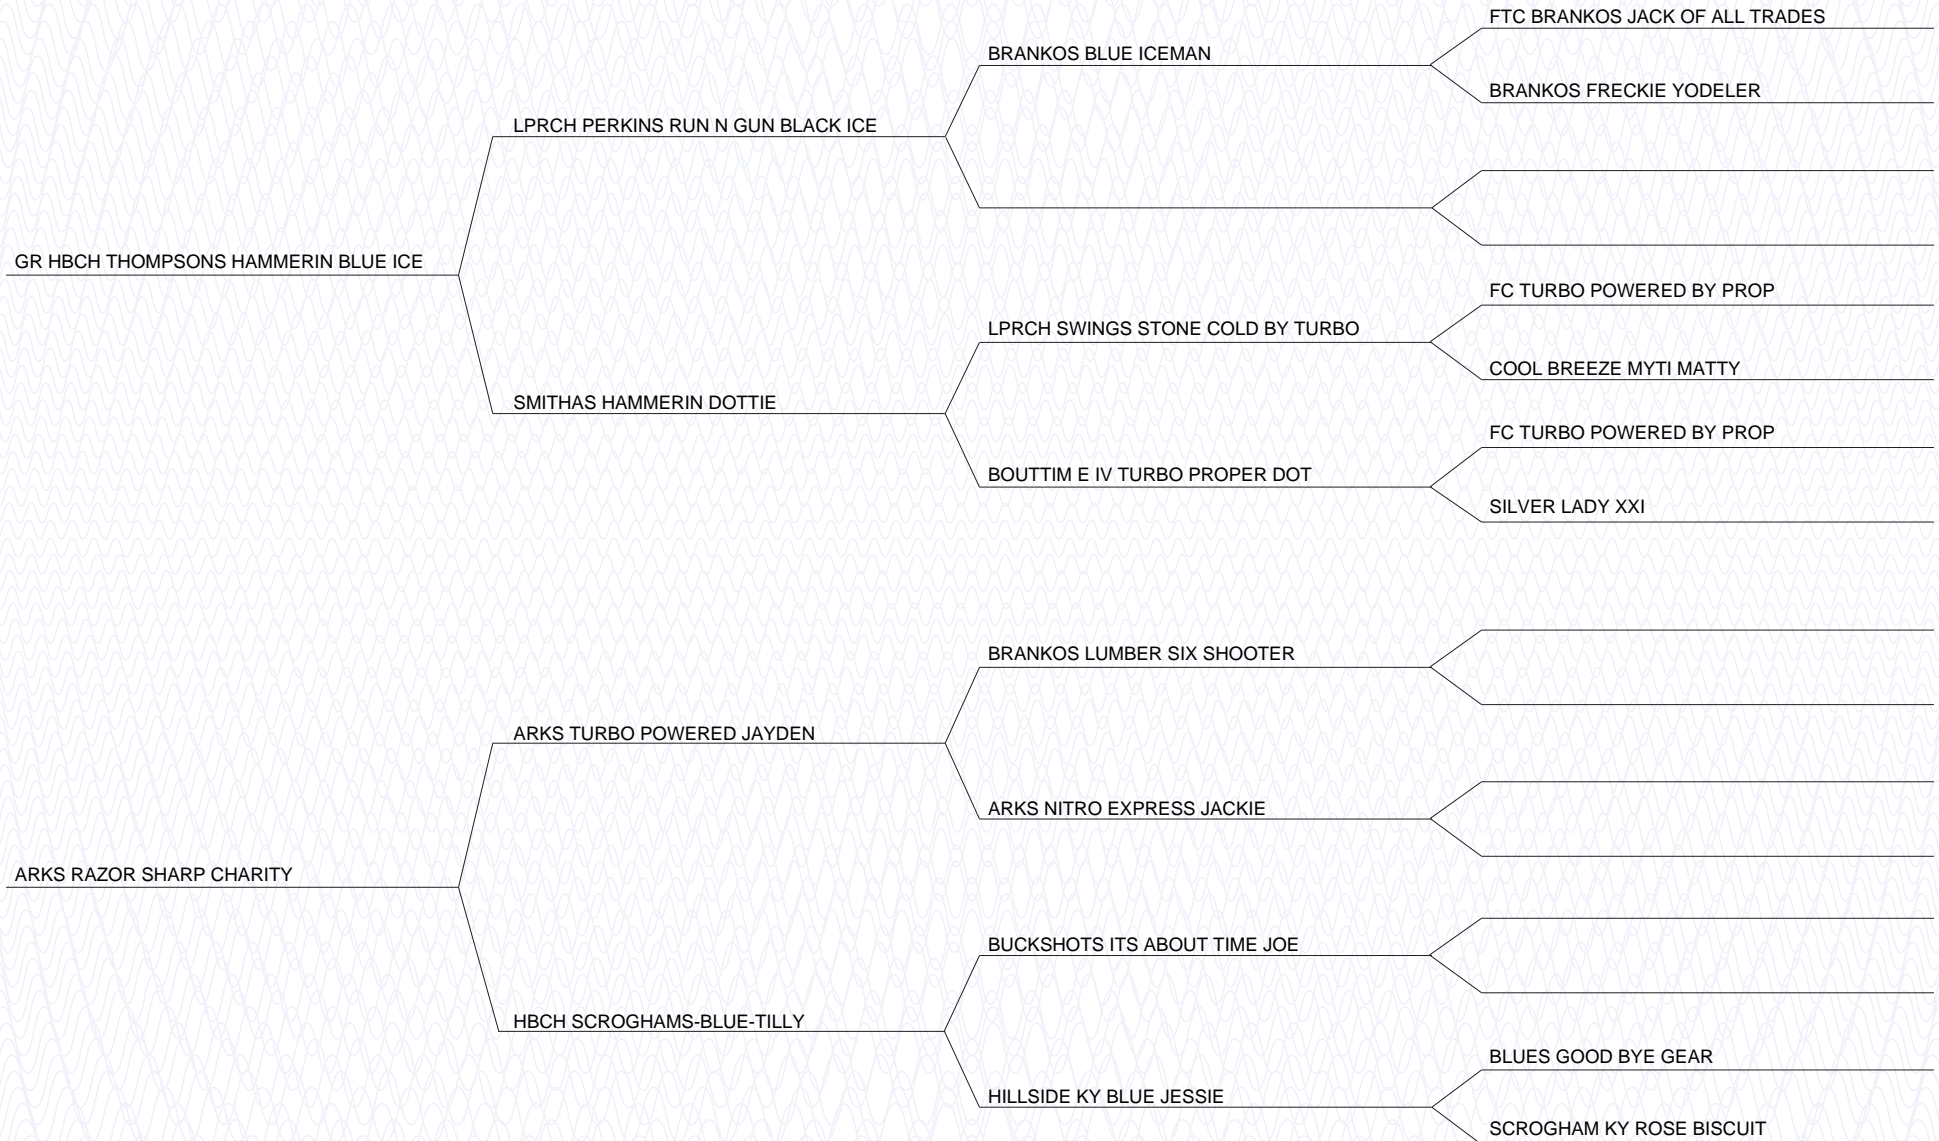 FTC BRANKOS JACK OF ALL TRADES
BRANKOS BLUE ICEMAN
BRANKOS FRECKIE YODELER
LPRCH PERKINS RUN N GUN BLACK ICE
GR HBCH THOMPSONS HAMMERIN BLUE ICE
FC TURBO POWERED BY PROP
LPRCH SWINGS STONE COLD BY TURBO
COOL BREEZE MYTI MATTY
SMITHAS HAMMERIN DOTTIE
FC TURBO POWERED BY PROP
BOUTTIM E IV TURBO PROPER DOT
SILVER LADY XXI
BRANKOS LUMBER SIX SHOOTER
ARKS TURBO POWERED JAYDEN
ARKS NITRO EXPRESS JACKIE
ARKS RAZOR SHARP CHARITY
BUCKSHOTS ITS ABOUT TIME JOE
HBCH SCROGHAMS-BLUE-TILLY
BLUES GOOD BYE GEAR
HILLSIDE KY BLUE JESSIE
SCROGHAM KY ROSE BISCUIT